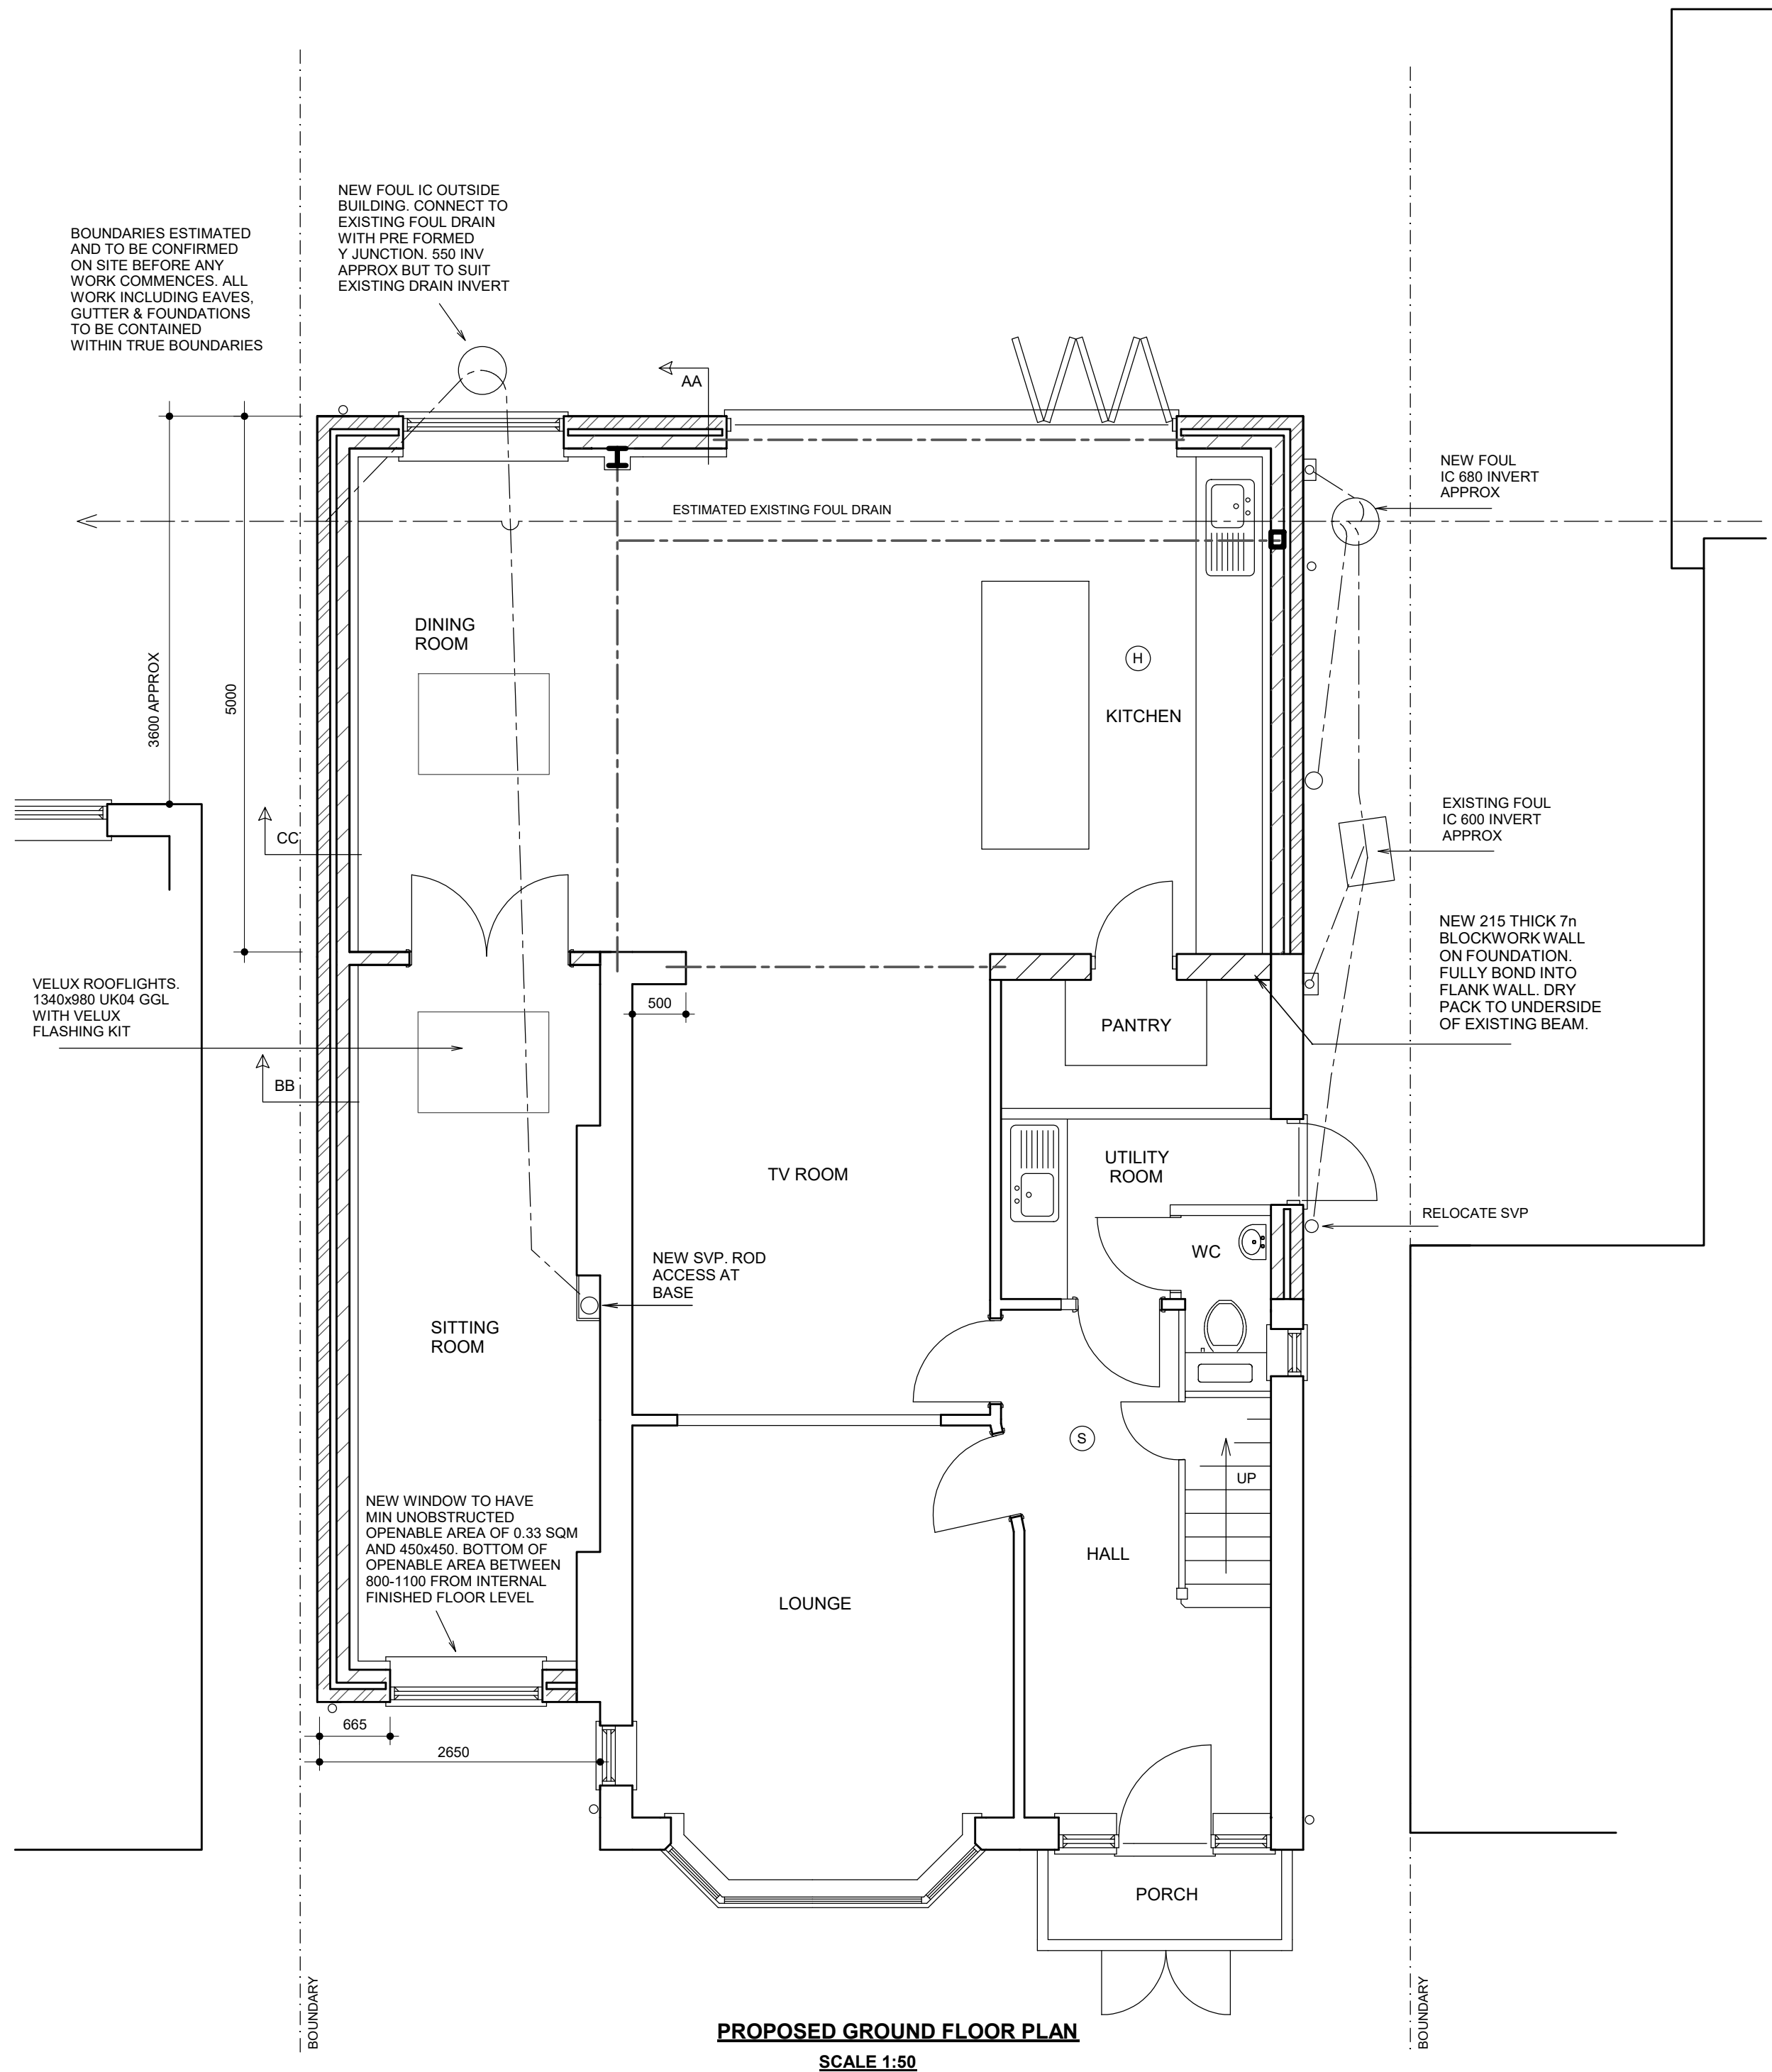 NEW FOUL IC OUTSIDE
BUILDING. CONNECT TO
EXISTING FOUL DRAIN
WITH PRE FORMED
Y JUNCTION. 550 INV
APPROX BUT TO SUIT
EXISTING DRAIN INVERT
BOUNDARIES ESTIMATED
AND TO BE CONFIRMED
ON SITE BEFORE ANY
WORK COMMENCES. ALL
WORK INCLUDING EAVES,
GUTTER & FOUNDATIONS
TO BE CONTAINED
WITHIN TRUE BOUNDARIES
AA
NEW FOUL
IC 680 INVERT
APPROX
ESTIMATED EXISTING FOUL DRAIN
DINING
ROOM
H
KITCHEN
3600 APPROX
5000
CC
EXISTING FOUL
IC 600 INVERT
APPROX
NEW 215 THICK 7n
BLOCKWORK WALL
ON FOUNDATION.
FULLY BOND INTO
FLANK WALL. DRY
PACK TO UNDERSIDE
OF EXISTING BEAM.
VELUX ROOFLIGHTS.
1340x980 UK04 GGL
WITH VELUX
FLASHING KIT
500
PANTRY
BB
TV ROOM
UTILITY
ROOM
RELOCATE SVP
WC
NEW SVP. ROD
ACCESS AT
BASE
SITTING
ROOM
S
UP
NEW WINDOW TO HAVE
MIN UNOBSTRUCTED
OPENABLE AREA OF 0.33 SQM
AND 450x450. BOTTOM OF
OPENABLE AREA BETWEEN
800-1100 FROM INTERNAL
FINISHED FLOOR LEVEL
HALL
LOUNGE
665
2650
PORCH
BOUNDARY
BOUNDARY
PROPOSED GROUND FLOOR PLAN
SCALE 1:50